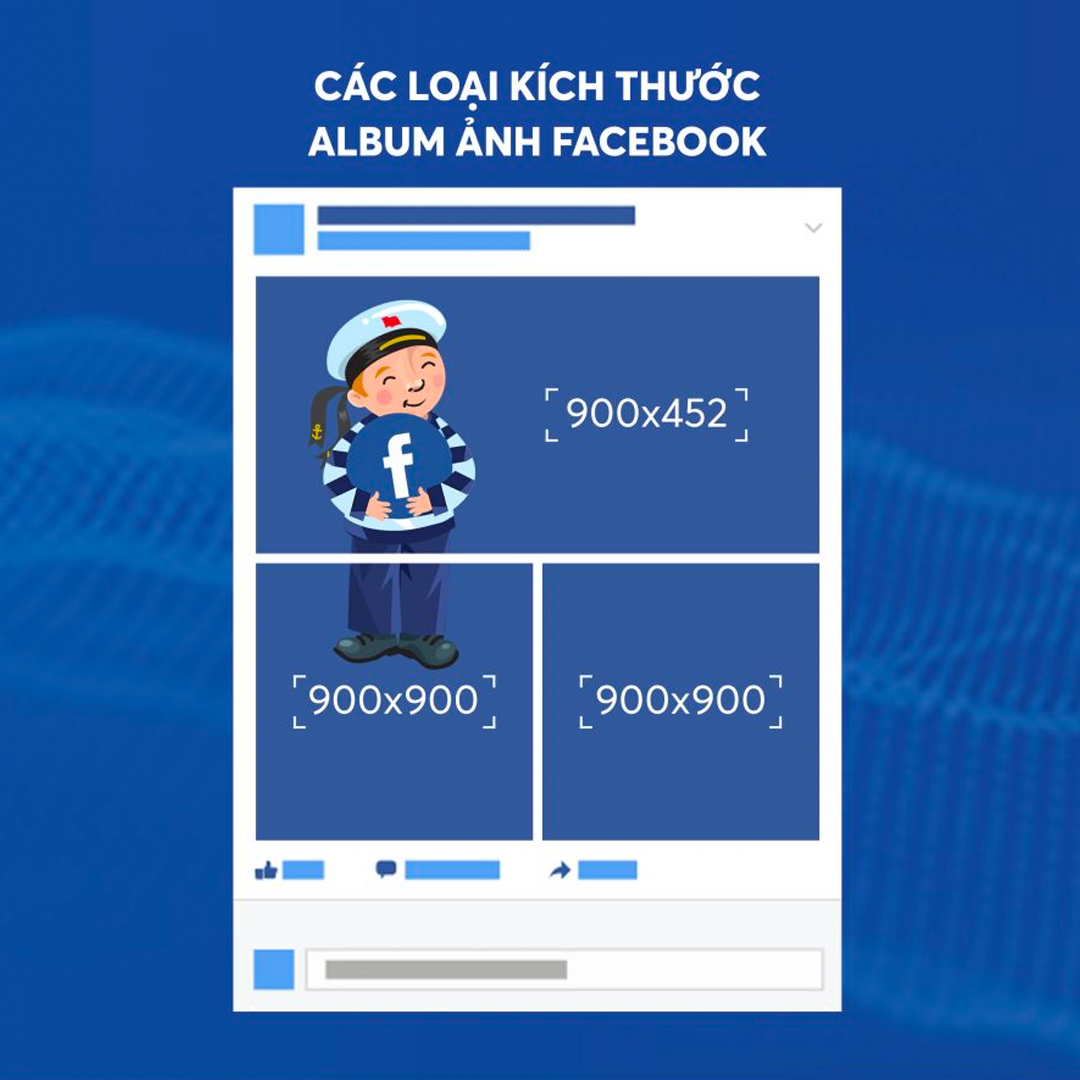 CÁC LOẠI KÍCH THƯỚC
ALBUM ẢNH FACEBOOK
900x452
f
900x900
900x900